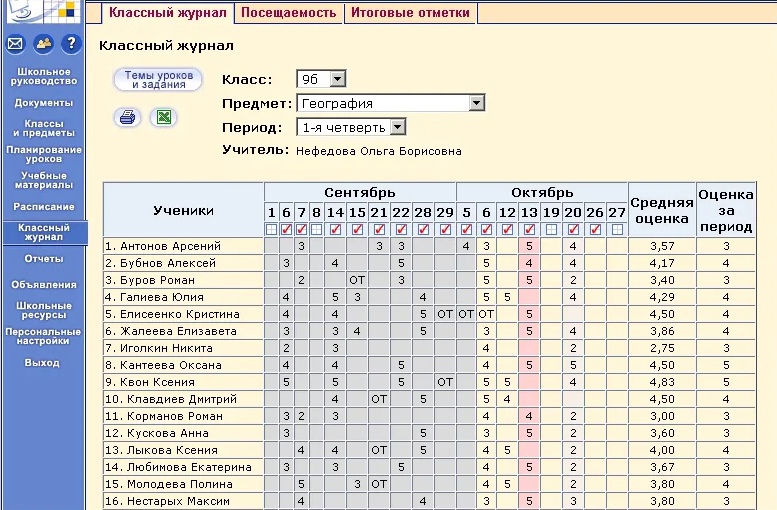 Классный журнал Посещаемость Итоговые отметки
?
Классный журнал
Школьное руководство
Документы
Классы и предметы
Планирование уроков
Учебные материалы
Расписание
Классный журнал
Отчеты
Объявления
Школьные ресурсы
Персональные настройки
Выход
Темы уроков и задания
Класс: 9б
Предмет: География
Период: 1-я четверть
Учитель: Нефедова Ольга Борисовна
Ученики Сентябрь Октябрь Средняя оценка Оценка за период
1 6 7 8 14 15 21 22 28 29 5 6 12 13 19 20 26 27
1. Антонов Арсений 3 3 3 4 3 5 4 3,57 3
2. Бубнов Алексей 3 4 5 5 4 4 4,17 4
3. Буров Роман 2 ОТ 3 5 5 2 3,40 3
4. Галиева Юлия 4 5 3 4 5 5 4 4,29 4
5. Елисеенко Кристина 4 4 5 ОТ ОТ ОТ 5 4,50 4
6. Жалеева Елизавета 3 3 4 5 3 5 4 3,86 4
7. Иголкин Никита 2 3 4 2 2,75 3
8. Кантеева Оксана 4 4 5 4 5 5 4,50 5
9. Квон Ксения 5 5 5 ОТ 5 5 4 4,83 5
10. Клавдиев Дмитрий 4 ОТ 5 5 4 4,50 4
11. Корманов Роман 3 2 3 4 4 2 3,00 3
12. Кускова Анна 3 5 3 5 2 3,60 3
13. Лыкова Ксения 4 4 ОТ 5 4 5 2 4,00 4
14. Любимова Екатерина 3 3 5 4 5 2 3,67 3
15. Молодева Полина 5 3 ОТ 4 5 2 3,80 4
16. Нестарых Максим 4 4 3 5 3 3,80 3